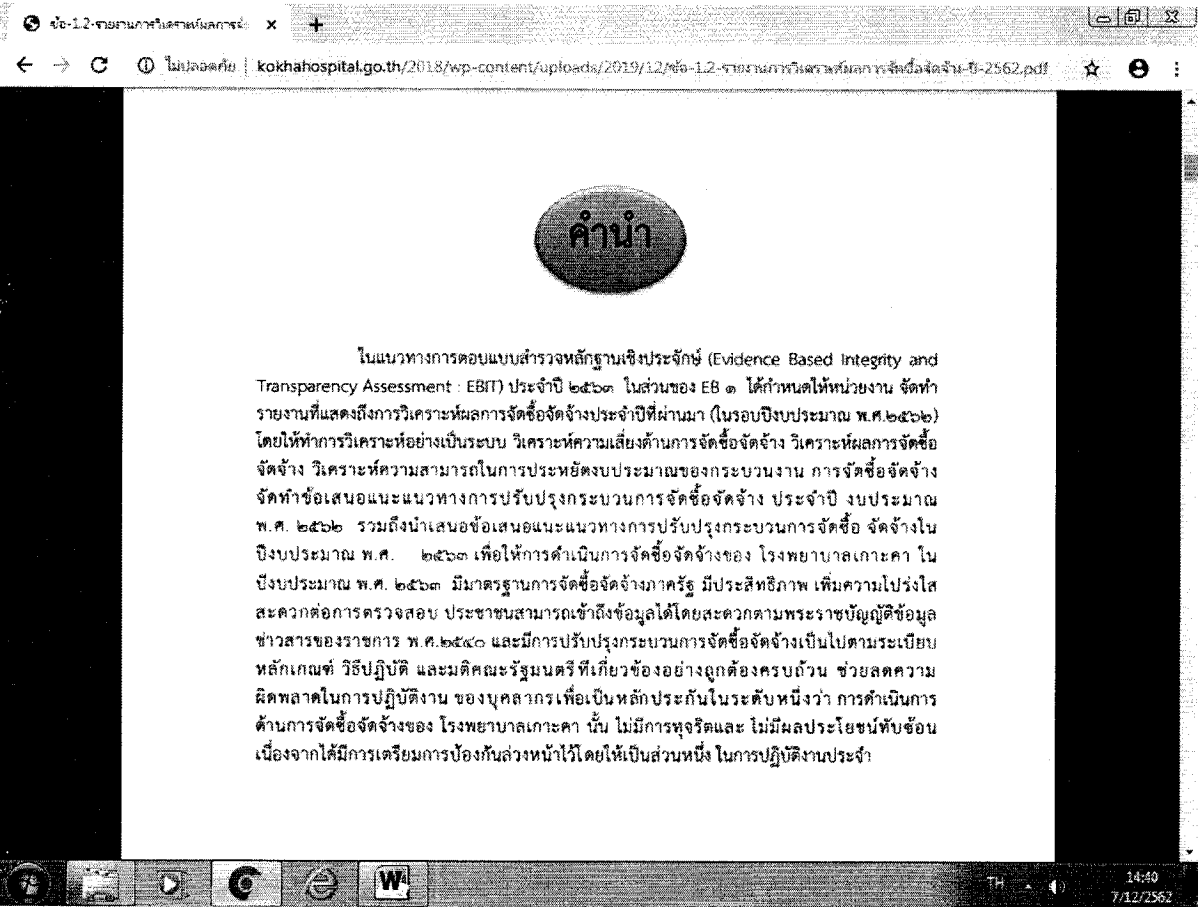 ข้อ-1.2-รายงานการวิเคราะห์ผลการจ้
ไม่ปลอดภัย | kokhahospital.go.th/2018/wp-content/uploads/2019/12/ข้อ-1.2-รายงานการวิเคราะห์ผลการจัดซื้อจัดจ้าง-ปี-2562.pdf
คำนำ
ในแนวทางการตอบแบบสำรวจหลักฐานเชิงประจักษ์ (Evidence Based Integrity and
Transparency Assessment : EBIT) ประจำปี ๒๕๖๓ ในส่วนของ EB ๑ ได้กำหนดให้หน่วยงาน จัดทำ
รายงานที่แสดงถึงการวิเคราะห์ผลการจัดซื้อจัดจ้างประจำปีที่ผ่านมา (ในรอบปีงบประมาณ พ.ศ.๒๕๖๒)
โดยให้ทำการวิเคราะห์อย่างเป็นระบบ วิเคราะห์ความเสี่ยงด้านการจัดซื้อจัดจ้าง วิเคราะห์ผลการจัดซื้อ
จัดจ้าง วิเคราะห์ความสามารถในการประหยัดงบประมาณของกระบวนงาน การจัดซื้อจัดจ้าง
จัดทำข้อเสนอแนะแนวทางการปรับปรุงกระบวนการจัดซื้อจัดจ้าง ประจำปี งบประมาณ
พ.ศ. ๒๕๖๒ รวมถึงนำเสนอข้อเสนอแนะแนวทางการปรับปรุงกระบวนการจัดซื้อ จัดจ้างใน
ปีงบประมาณ พ.ศ. ๒๕๖๓ เพื่อให้การดำเนินการจัดซื้อจัดจ้างของ โรงพยาบาลเกาะคา ใน
ปีงบประมาณ พ.ศ. ๒๕๖๓ มีมาตรฐานการจัดซื้อจัดจ้างภาครัฐ มีประสิทธิภาพ เพิ่มความโปร่งใส
สะดวกต่อการตรวจสอบ ประชาชนสามารถเข้าถึงข้อมูลได้โดยสะดวกตามพระราชบัญญัติข้อมูล
ข่าวสารของราชการ พ.ศ.๒๕๔๐ และมีการปรับปรุงกระบวนการจัดซื้อจัดจ้างเป็นไปตามระเบียบ
หลักเกณฑ์ วิธีปฏิบัติ และมติคณะรัฐมนตรีที่เกี่ยวข้องอย่างถูกต้องครบถ้วน ช่วยลดความ
ผิดพลาดในการปฏิบัติงาน ของบุคลากรเพื่อเป็นหลักประกันในระดับหนึ่งว่า การดำเนินการ
ด้านการจัดซื้อจัดจ้างของ โรงพยาบาลเกาะคา นั้น ไม่มีการทุจริตและ ไม่มีผลประโยชน์ทับซ้อน
เนื่องจากได้มีการเตรียมการป้องกันล่วงหน้าไว้โดยให้เป็นส่วนหนึ่ง ในการปฏิบัติงานประจำ
TH
14:40
7/12/2562